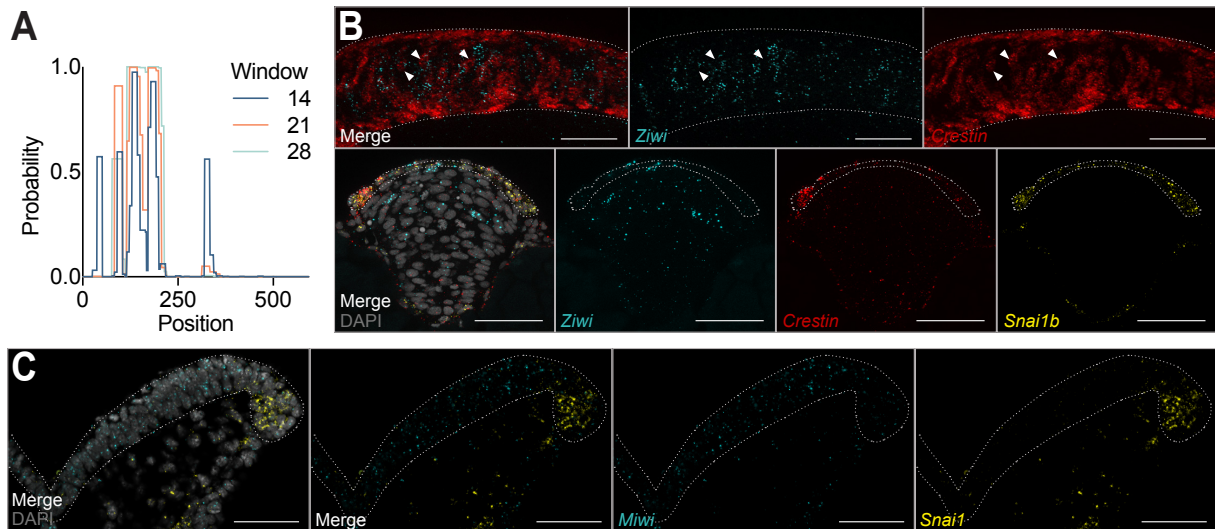 A
Window
14
21
28
1.0
0.5
0.0
Probability
0
250
500
Position
B
Merge
Ziwi
Crestin
Merge
DAPI
Ziwi
Crestin
Snai1b
C
Merge
DAPI
Merge
Miwi
Snai1